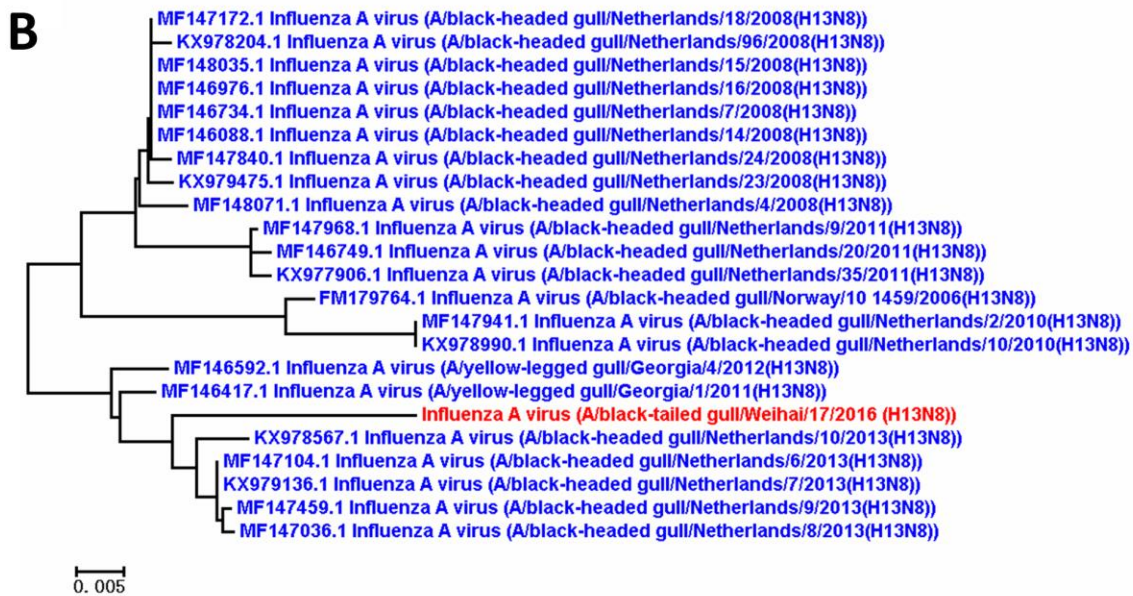 B
MF147172.1 Influenza A virus (A/black-headed gull/Netherlands/18/2008(H13N8))
KX978204.1 Influenza A virus (A/black-headed gull/Netherlands/96/2008(H13N8))
MF148035.1 Influenza A virus (A/black-headed gull/Netherlands/15/2008(H13N8))
MF146976.1 Influenza A virus (A/black-headed gull/Netherlands/16/2008(H13N8))
MF146734.1 Influenza A virus (A/black-headed gull/Netherlands/7/2008(H13N8))
MF146088.1 Influenza A virus (A/black-headed gull/Netherlands/14/2008(H13N8))
MF147840.1 Influenza A virus (A/black-headed gull/Netherlands/24/2008(H13N8))
KX979475.1 Influenza A virus (A/black-headed gull/Netherlands/23/2008(H13N8))
MF148071.1 Influenza A virus (A/black-headed gull/Netherlands/4/2008(H13N8))
MF147968.1 Influenza A virus (A/black-headed gull/Netherlands/9/2011(H13N8))
MF146749.1 Influenza A virus (A/black-headed gull/Netherlands/20/2011(H13N8))
KX977906.1 Influenza A virus (A/black-headed gull/Netherlands/35/2011(H13N8))
FM179764.1 Influenza A virus (A/black-headed gull/Norway/10 1459/2006(H13N8))
MF147941.1 Influenza A virus (A/black-headed gull/Netherlands/2/2010(H13N8))
KX978990.1 Influenza A virus (A/black-headed gull/Netherlands/10/2010(H13N8))
MF146592.1 Influenza A virus (A/yellow-legged gull/Georgia/4/2012(H13N8))
MF146417.1 Influenza A virus (A/yellow-legged gull/Georgia/1/2011(H13N8))
Influenza A virus (A/black-tailed gull/Weihai/17/2016 (H13N8))
KX978567.1 Influenza A virus (A/black-headed gull/Netherlands/10/2013(H13N8))
MF147104.1 Influenza A virus (A/black-headed gull/Netherlands/6/2013(H13N8))
KX979136.1 Influenza A virus (A/black-headed gull/Netherlands/7/2013(H13N8))
MF147459.1 Influenza A virus (A/black-headed gull/Netherlands/9/2013(H13N8))
MF147036.1 Influenza A virus (A/black-headed gull/Netherlands/8/2013(H13N8))
0.005